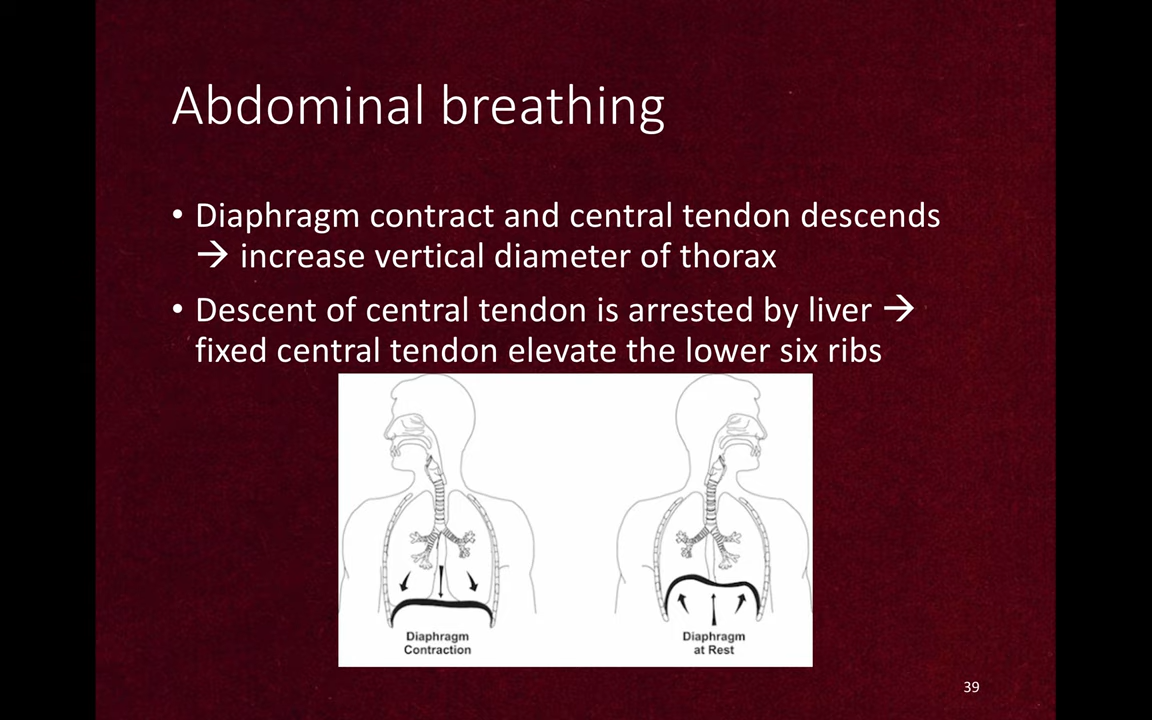 Abdominal breathing
• Diaphragm contract and central tendon descends
→ increase vertical diameter of thorax
• Descent of central tendon is arrested by liver →
fixed central tendon elevate the lower six ribs
Diaphragm
Contraction
Diaphragm
at Rest
39